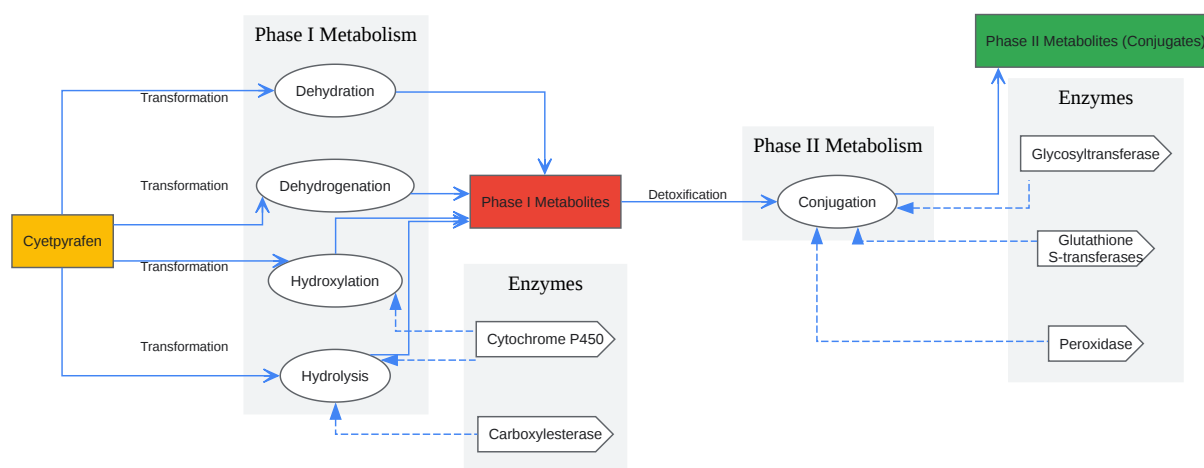 Phase I Metabolism
Dehydration
Transformation
Dehydrogenation
Transformation
Cyetpyrafen
Transformation
Hydroxylation
Transformation
Hydrolysis
Phase I Metabolites
Enzymes
Cytochrome P450
Carboxylesterase
Detoxification
Phase II Metabolism
Conjugation
Phase II Metabolites (Conjugates)
Enzymes
Glycosyltransferase
Glutathione
S-transferases
Peroxidase